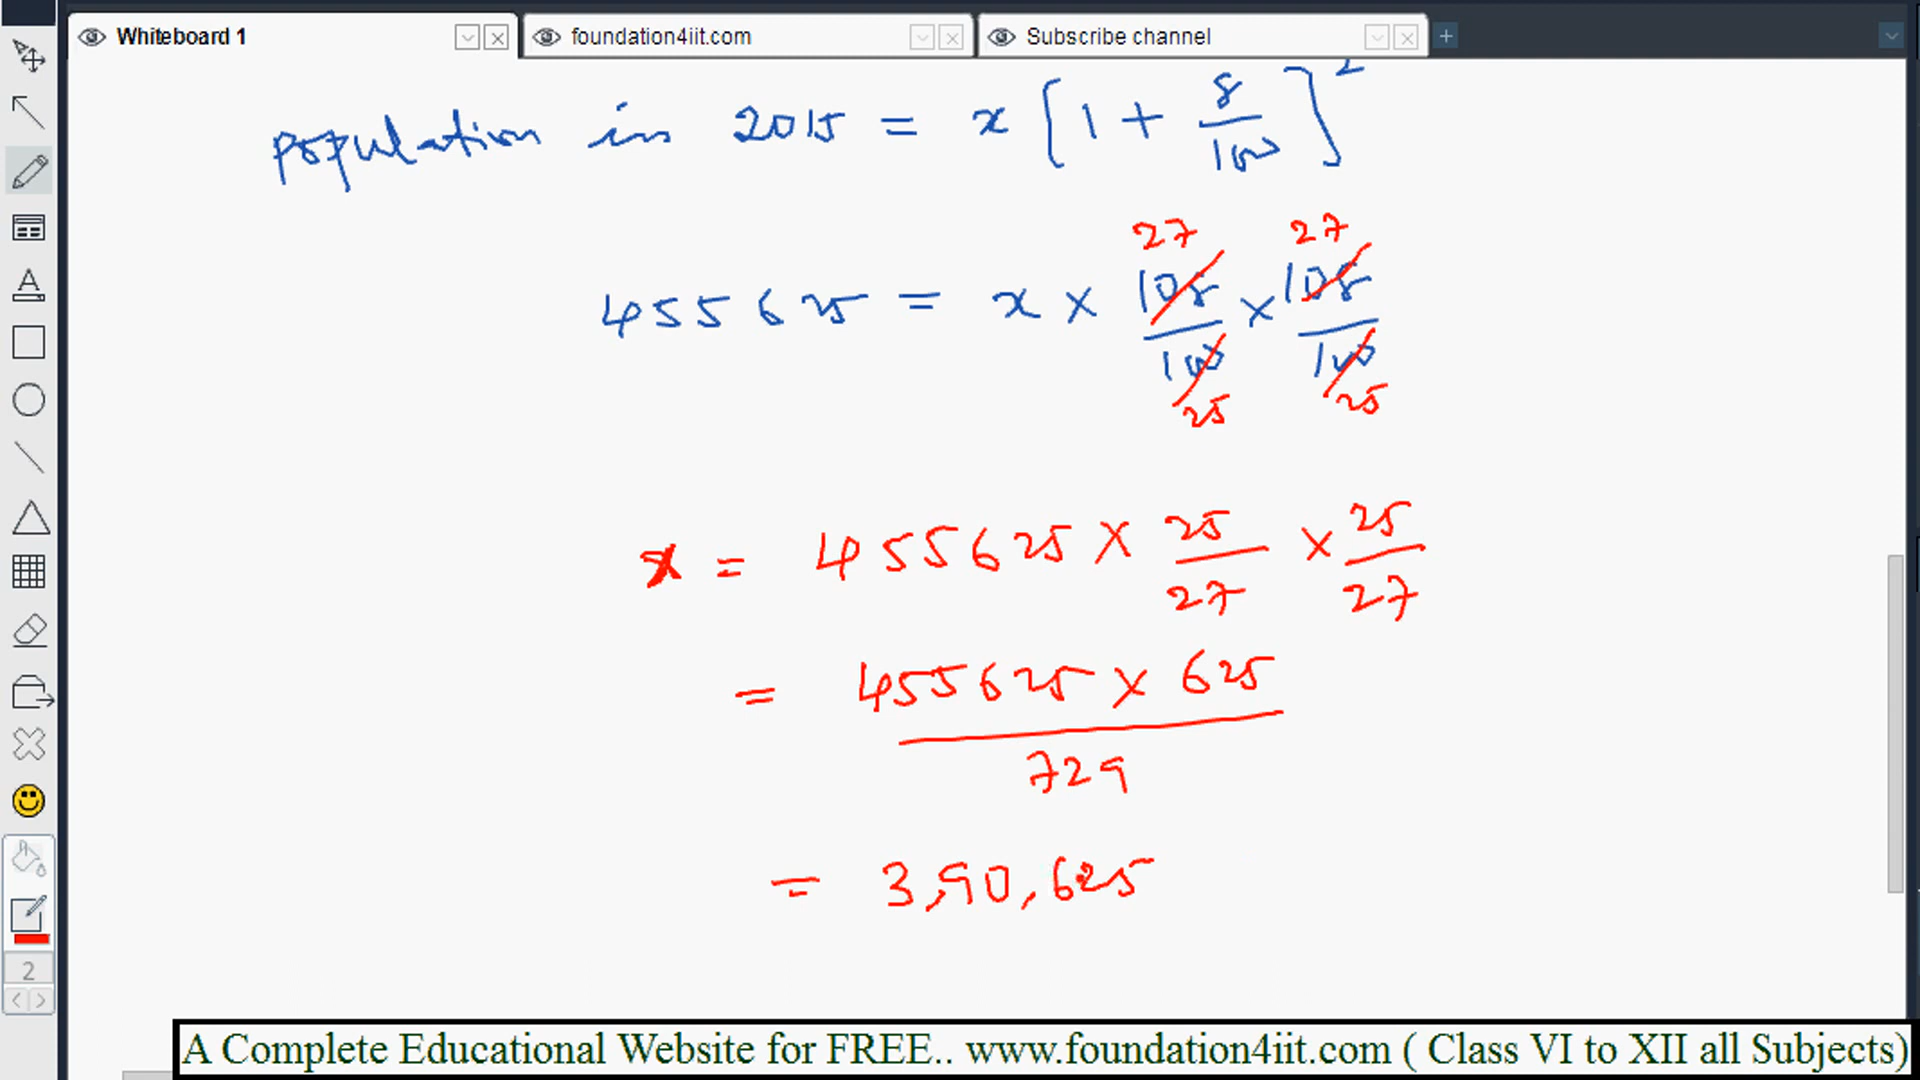 Whiteboard 1 foundation4iit.com Subscribe channel
population in 2015 = x [1 + 8/100]²
27 27
455625 = x × 108/100 × 108/100
25 25
x = 455625 × 25/27 × 25/27
= 455625 × 625
729
= 3,90,625
2
A Complete Educational Website for FREE.. www.foundation4iit.com ( Class VI to XII all Subjects)